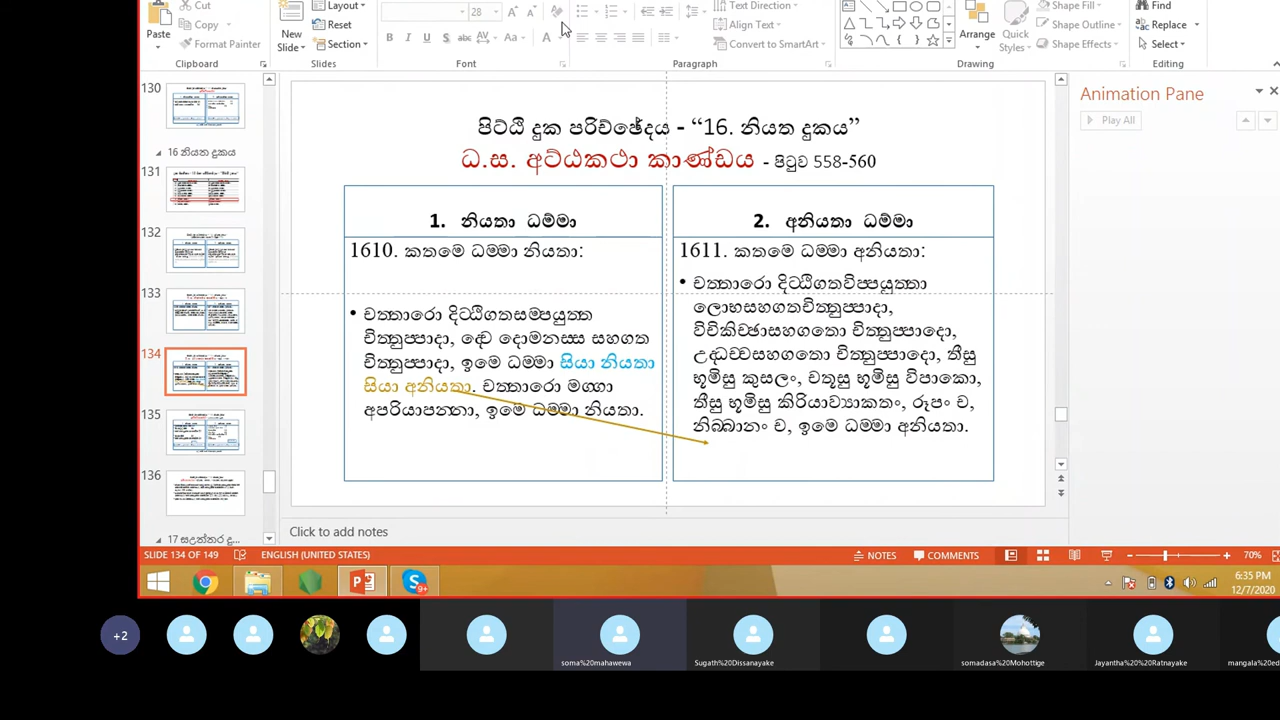 Cut
Copy
Format Painter
Paste
Clipboard
New
Slide
Layout
Reset
Section
Slides
28
Font
Text Direction
Align Text
Convert to SmartArt
Paragraph
Arrange
Quick
Styles
Shape Fill
Shape Outline
Shape Effects
Drawing
Find
Replace
Select
Editing
130
16 නියත දුකය
131
132
133
134
135
136
17 සඋත්තර දු...
පිට්ඨි දුක පරිච්ඡේදය - “16. නියත දුකය”
ධ.ස. අට්ඨකථා කාණ්ඩය - පිටුව 558-560
1. නියතා ධම්මා
1610. කතමෙ ධම්මා නියතා:
• චත්තාරො දිට්ඨිගතසම්පයුත්ත
චිත්තුප්පාදා, ද්වෙ දොමනස්ස සහගත
චිත්තුප්පාදා, ඉමෙ ධම්මා සියා නියතා
සියා අනියතා. චත්තාරො මග්ගා
අපරියාපන්නා, ඉමෙ ධම්මා නියතා.
2. අනියතා ධම්මා
1611. කතමෙ ධම්මා අනියතා:
• චත්තාරො දිට්ඨිගතවිප්පයුත්තා
ලොභසහගතචිත්තුප්පාදා,
විචිකිච්ඡාසහගතො චිත්තුප්පාදො,
උද්ධච්චසහගතො චිත්තුප්පාදො, තීසු
භූමිසු කුසලං, චතූසු භූමිසු විපාකො,
තීසු භූමිසු කිරියාව්‍යාකතං, රූපං ච,
නිබ්බානං ච, ඉමෙ ධම්මා අනියතා.
Animation Pane
Play All
Click to add notes
SLIDE 134 OF 149
ENGLISH (UNITED STATES)
NOTES
COMMENTS
70%
6:35 PM
12/7/2020
+2
soma%20mahawewa
Sugath%20Dissanayake
somadasa%20Mohottige
Jayantha%20%20Ratnayake
mangala%20ed